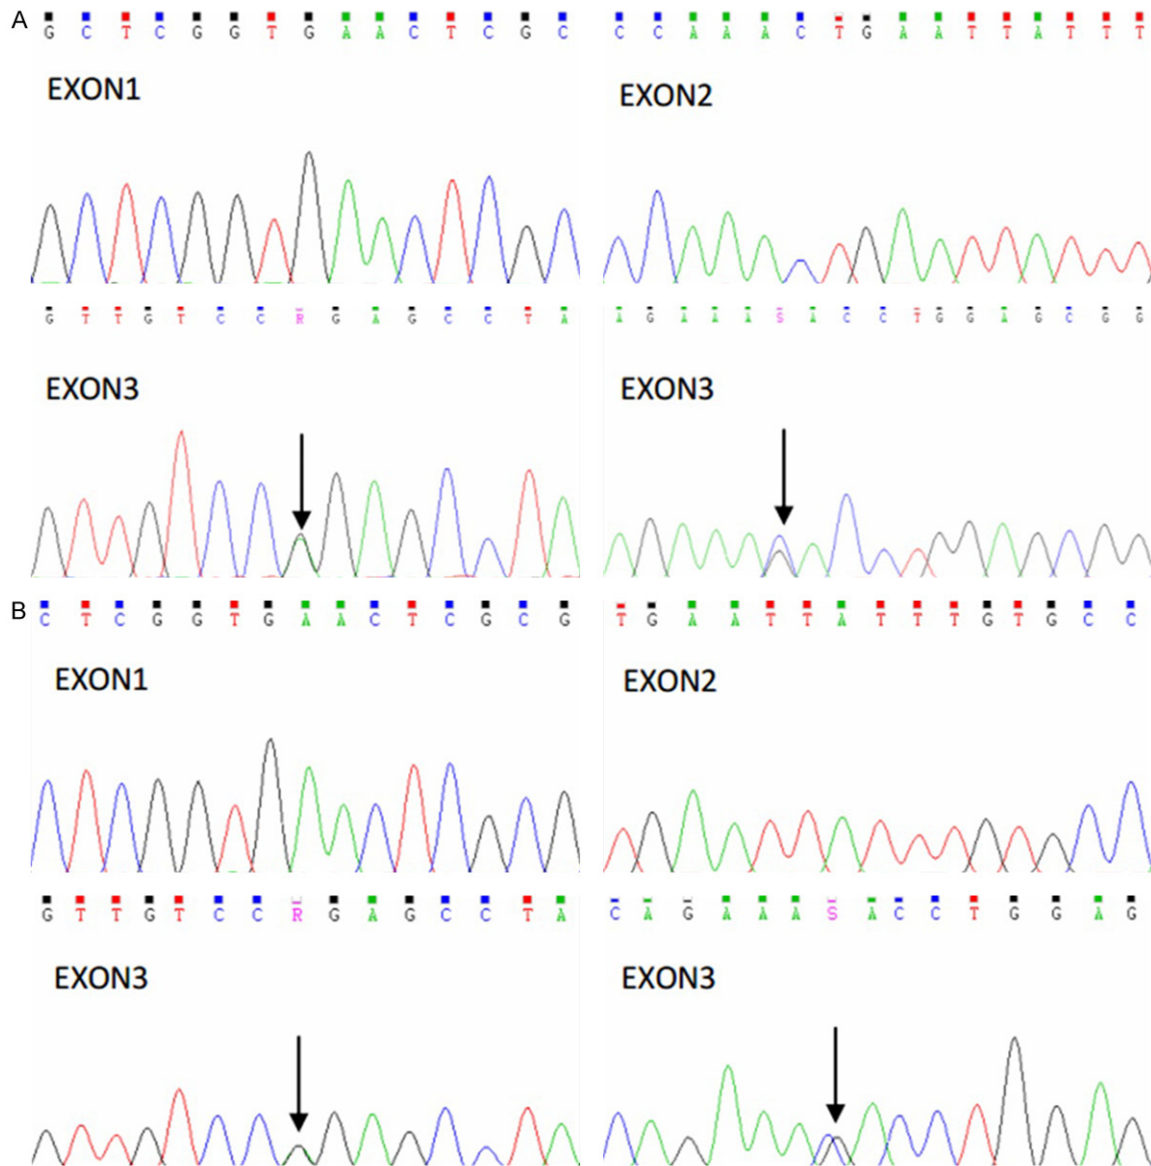 A
G C T C G G T G A A C T C G C
C C A A A C T G A A T T A T T T
EXON1
EXON2
G T T G T C C R G A G C C T A
A G A A A S A C C T G G A G C G G
EXON3
EXON3
B
C T C G G T G A A C T C G C G
T G A A T T A T T T G T G C C
EXON1
EXON2
G T T G T C C R G A G C C T A
C A G A A A S A C C T G G A G
EXON3
EXON3